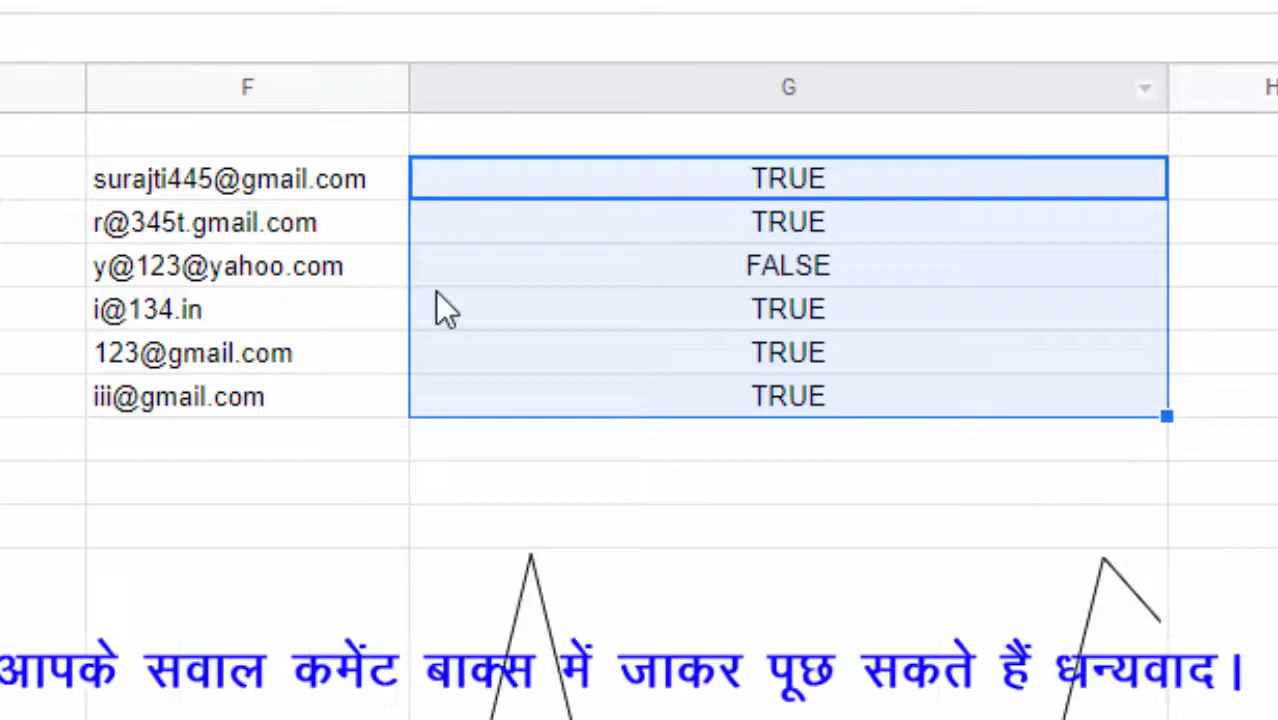 F G H
surajti445@gmail.com TRUE
r@345t.gmail.com TRUE
y@123@yahoo.com FALSE
i@134.in TRUE
123@gmail.com TRUE
iii@gmail.com TRUE
आपके सवाल कमेंट बाक्स में जाकर पूछ सकते हैं धन्यवाद।